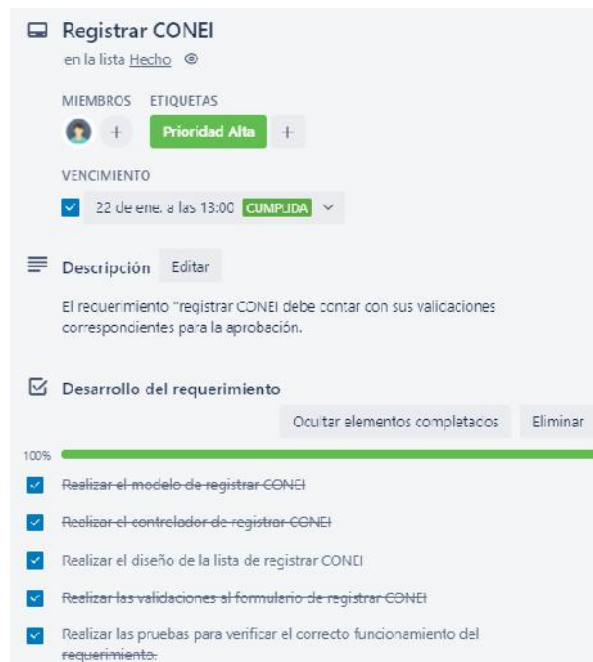 Registrar CONEI
en la lista Hecho
MIEMBROS ETIQUETAS
+ Prioridad Alta +
VENCIMIENTO
22 de ene. a las 13:00 CUMPLIDA
Descripción Editar
El requerimiento "registrar CONEI debe contar con sus validaciones
correspondientes para la aprobación.
Desarrollo del requerimiento
Ocultar elementos completados Eliminar
100%
Realizar el modelo de registrar CONEI
Realizar el controlador de registrar CONEI
Realizar el diseño de la lista de registrar CONEI
Realizar las validaciones al formulario de registrar CONEI
Realizar las pruebas para verificar el correcto funcionamiento del
requerimiento.